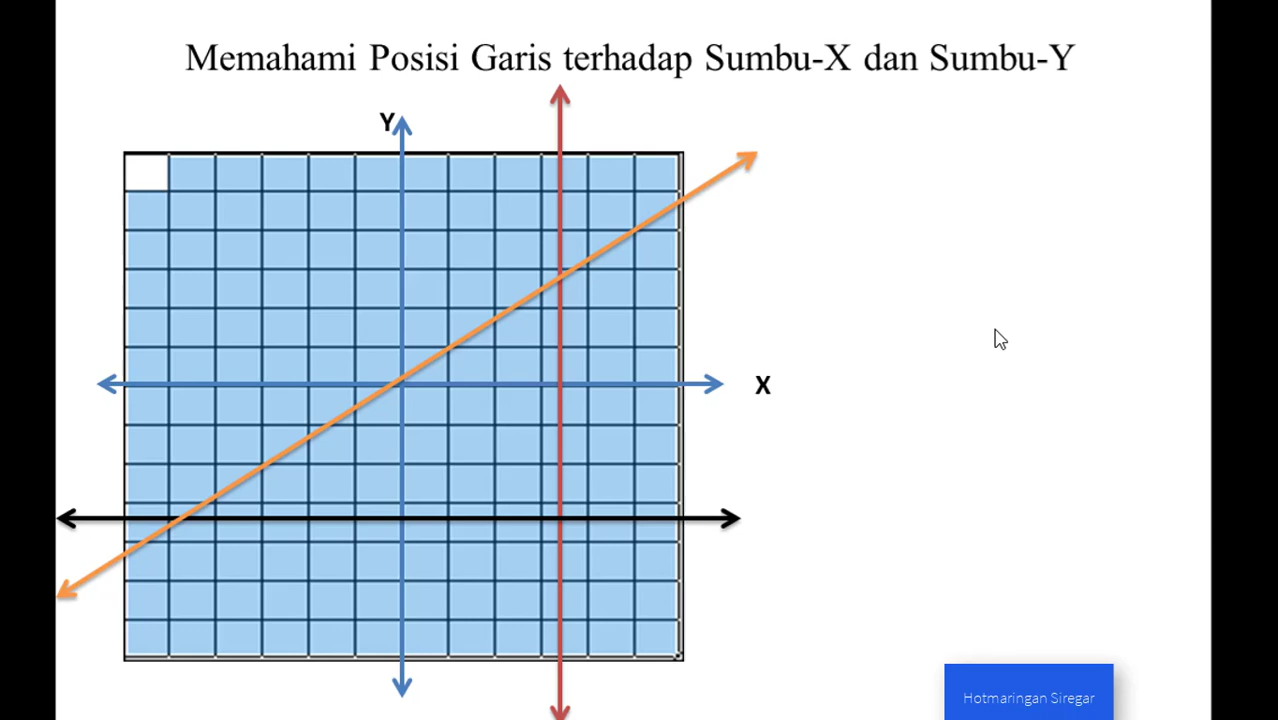 Memahami Posisi Garis terhadap Sumbu-X dan Sumbu-Y
Y
X
Hotmaringan Siregar